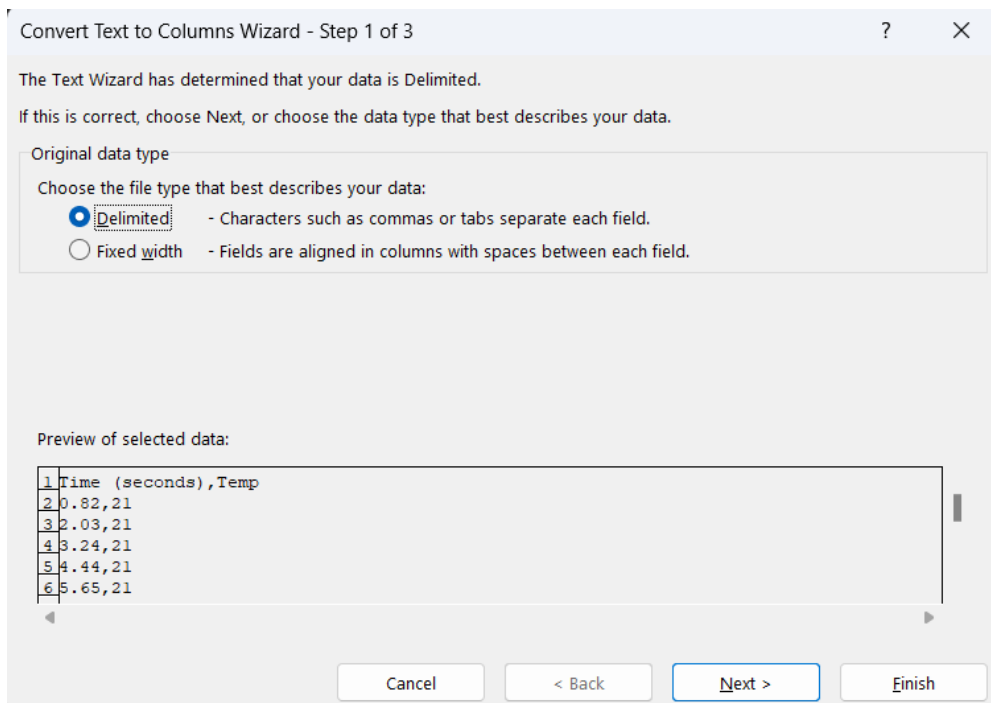 Convert Text to Columns Wizard - Step 1 of 3 ?
The Text Wizard has determined that your data is Delimited.
If this is correct, choose Next, or choose the data type that best describes your data.
Original data type
Choose the file type that best describes your data:
Delimited - Characters such as commas or tabs separate each field.
Fixed width - Fields are aligned in columns with spaces between each field.
Preview of selected data:
1 Time (seconds),Temp
2 0.82,21
3 2.03,21
4 3.24,21
5 4.44,21
6 5.65,21
Cancel < Back Next > Finish